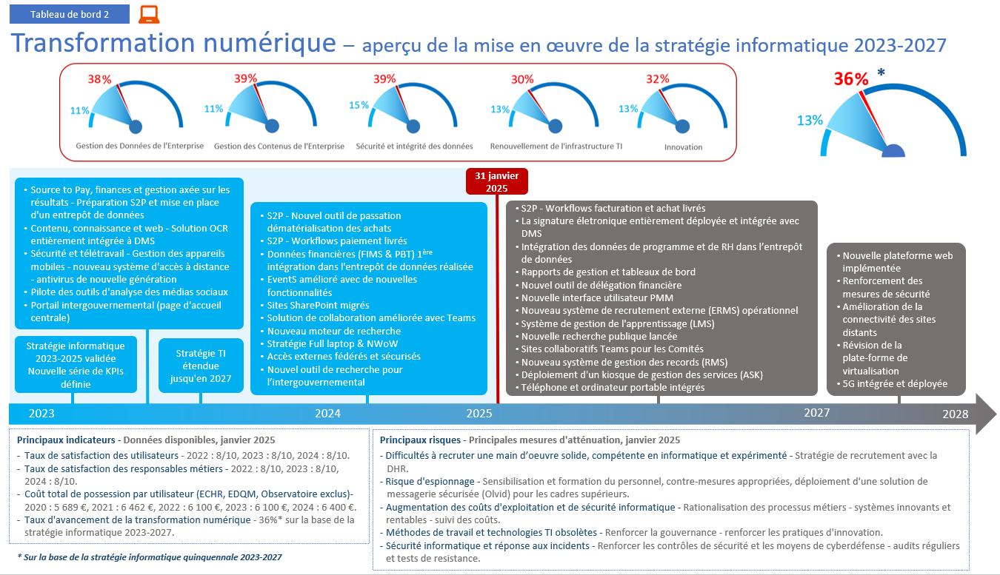 Tableau de bord 2
Transformation numérique – aperçu de la mise en œuvre de la stratégie informatique 2023-2027
38%
11%
Gestion des Données de l'Enterprise
39%
11%
Gestion des Contenus de l'Enterprise
39%
15%
Sécurité et intégrité des données
30%
13%
Renouvellement de l'infrastructure TI
32%
13%
Innovation
36% *
13%
• Source to Pay, finances et gestion axée sur les
résultats - Préparation S2P et mise en place
d'un entrepôt de données
• Contenu, connaissance et web - Solution OCR
entièrement intégrée à DMS
• Sécurité et télétravail - Gestion des appareils
mobiles - nouveau système d'accès à distance
- antivirus de nouvelle génération
• Pilote des outils d'analyse des médias sociaux
• Portail intergouvernemental (page d'accueil
centrale)
Stratégie informatique
2023-2025 validée
Nouvelle série de KPIs
définie
Stratégie TI
étendue
jusqu'en 2027
• S2P - Nouvel outil de passation
dématérialisation des achats
• S2P - Workflows paiement livrés
• Données financières (FIMS & PBT) 1ère
intégration dans l'entrepôt de données réalisée
• EventS amélioré avec de nouvelles
fonctionnalités
• Sites SharePoint migrés
• Solution de collaboration améliorée avec Teams
• Nouveau moteur de recherche
• Stratégie Full laptop & NWoW
• Accès externes fédérés et sécurisés
• Nouvel outil de recherche pour
l’intergouvernemental
31 janvier
2025
• S2P - Workflows facturation et achat livrés
• La signature életronique entièrement déployée et intégrée avec
DMS
• Intégration des données de programme et de RH dans l’entrepôt
de données
• Rapports de gestion et tableaux de bord
• Nouvel outil de délégation financière
• Nouvelle interface utilisateur PMM
• Nouveau système de recrutement externe (ERMS) opérationnel
• Système de gestion de l'apprentissage (LMS)
• Nouvelle recherche publique lancée
• Sites collaboratifs Teams pour les Comités
• Nouveau système de gestion des records (RMS)
• Déploiement d'un kiosque de gestion des services (ASK)
• Téléphone et ordinateur portable intégrés
• Nouvelle plateforme web
implémentée
• Renforcement des
mesures de sécurité
• Amélioration de la
connectivité des sites
distants
• Révision de la
plate-forme de
virtualisation
• 5G intégrée et déployée
2023
2024
2025
2027
2028
Principaux indicateurs - Données disponibles, janvier 2025
- Taux de satisfaction des utilisateurs - 2022 : 8/10, 2023 : 8/10, 2024 : 8/10.
- Taux de satisfaction des responsables métiers - 2022 : 8/10, 2023 : 8/10,
2024 : 8/10.
- Coût total de possession par utilisateur (ECHR, EDQM, Observatoire exclus)-
2020 : 5 689 €, 2021 : 6 462 €, 2022 : 6 100 €, 2023 : 6 100 €, 2024 : 6 400 €.
- Taux d'avancement de la transformation numérique - 36%* sur la base de la
stratégie informatique 2023-2027.
* Sur la base de la stratégie informatique quinquennale 2023-2027
Principaux risques - Principales mesures d'atténuation, janvier 2025
- Difficultés à recruter une main d’oeuvre solide, compétente en informatique et expérimenté - Stratégie de recrutement avec la
DHR.
- Risque d'espionnage - Sensibilisation et formation du personnel, contre-mesures appropriées, déploiement d'une solution de
messagerie sécurisée (Olvid) pour les cadres supérieurs.
- Augmentation des coûts d'exploitation et de sécurité informatique - Rationalisation des processus métiers - systèmes innovants et
rentables - suivi des coûts.
- Méthodes de travail et technologies TI obsolètes - Renforcer la gouvernance - renforcer les pratiques d'innovation.
- Sécurité informatique et réponse aux incidents - Renforcer les contrôles de sécurité et les moyens de cyberdéfense - audits réguliers
et tests de resistance.